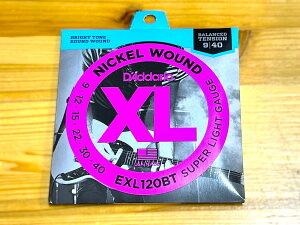 BRIGHT TONE
ROUND WOUND
BALANCED
TENSION
9|40
NICKEL WOUND
D'Addario
XL
9 12 15 22 30 40
EXL120BT SUPER LIGHT GAUGE